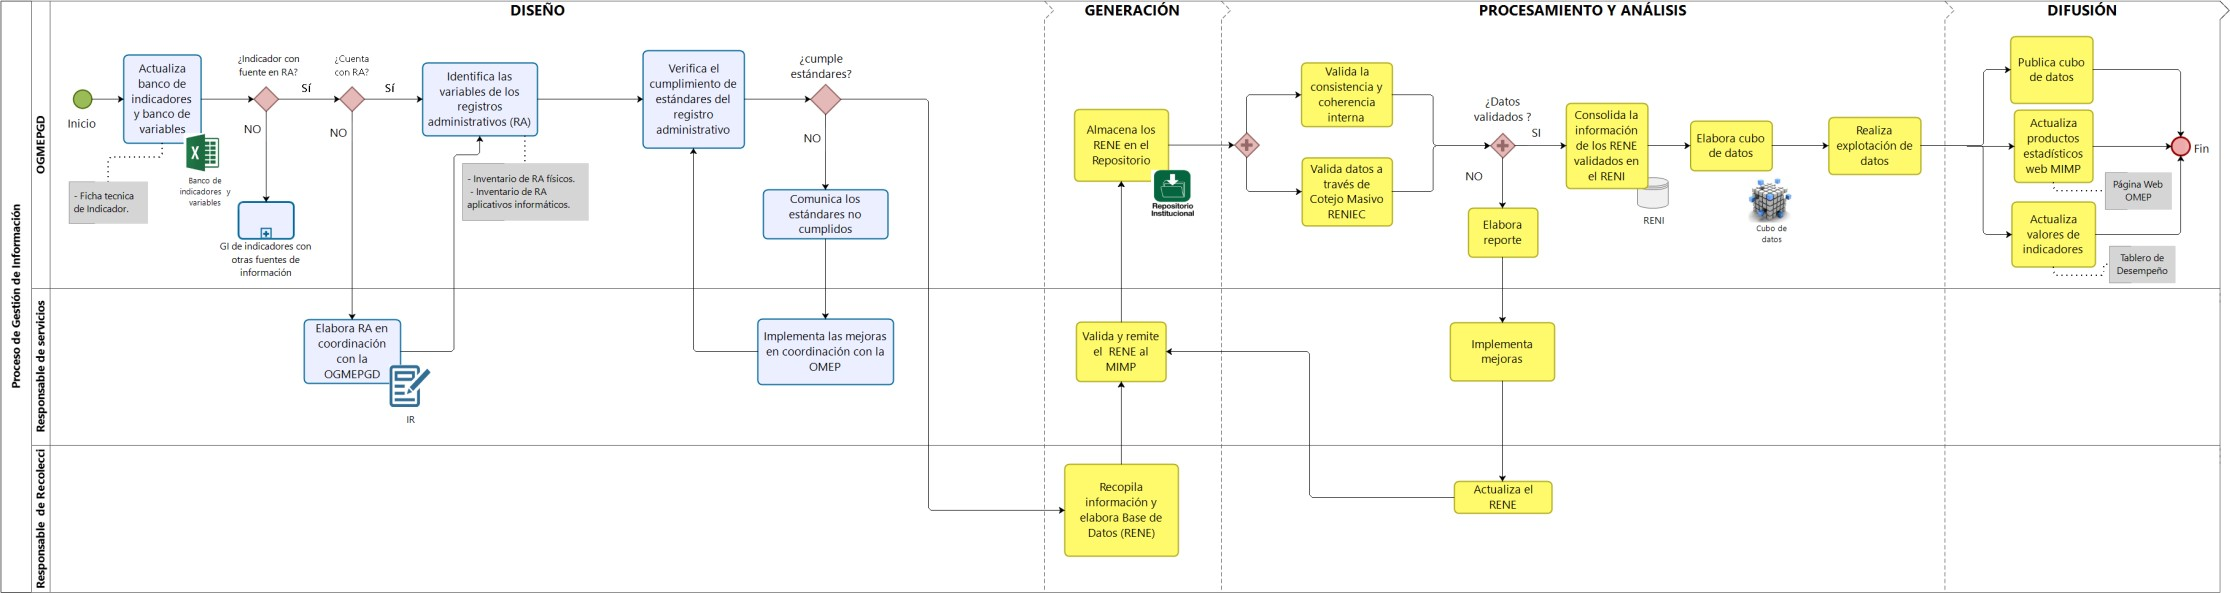 DISEÑO
GENERACIÓN
PROCESAMIENTO Y ANÁLISIS
DIFUSIÓN
Proceso de Gestión de Información
OGMEPGD
Responsable de servicios
Responsable de Recolecci
Inicio
Actualiza
banco de
indicadores
y banco de
variables
- Ficha tecnica
de Indicador.
Banco de
indicadores y
variables
¿Indicador con
fuente en RA?
Sí
NO
GI de indicadores con
otras fuentes de
información
¿Cuenta
con RA?
Sí
NO
Elabora RA en
coordinación
con la
OGMEPGD
IR
Identifica las
variables de los
registros
administrativos (RA)
- Inventario de RA físicos.
- Inventario de RA
aplicativos informáticos.
Verifica el
cumplimiento de
estándares del
registro
administrativo
¿cumple
estándares?
NO
Comunica los
estándares no
cumplidos
Implementa las mejoras
en coordinación con la
OMEP
Recopila
información y
elabora Base de
Datos (RENE)
Valida y remite
el RENE al
MIMP
Almacena los
RENE en el
Repositorio
Repositorio
Institucional
Valida la
consistencia y
coherencia
interna
Valida datos a
través de
Cotejo Masivo
RENIEC
¿Datos
validados ?
SI
NO
Elabora
reporte
Implementa
mejoras
Actualiza el
RENE
Consolida la
información
de los RENE
validados en
el RENI
RENI
Elabora cubo
de datos
Cubo de
datos
Realiza
explotación de
datos
Publica cubo
de datos
Actualiza
productos
estadísticos
web MIMP
Página Web
OMEP
Actualiza
valores de
indicadores
Tablero de
Desempeño
Fin